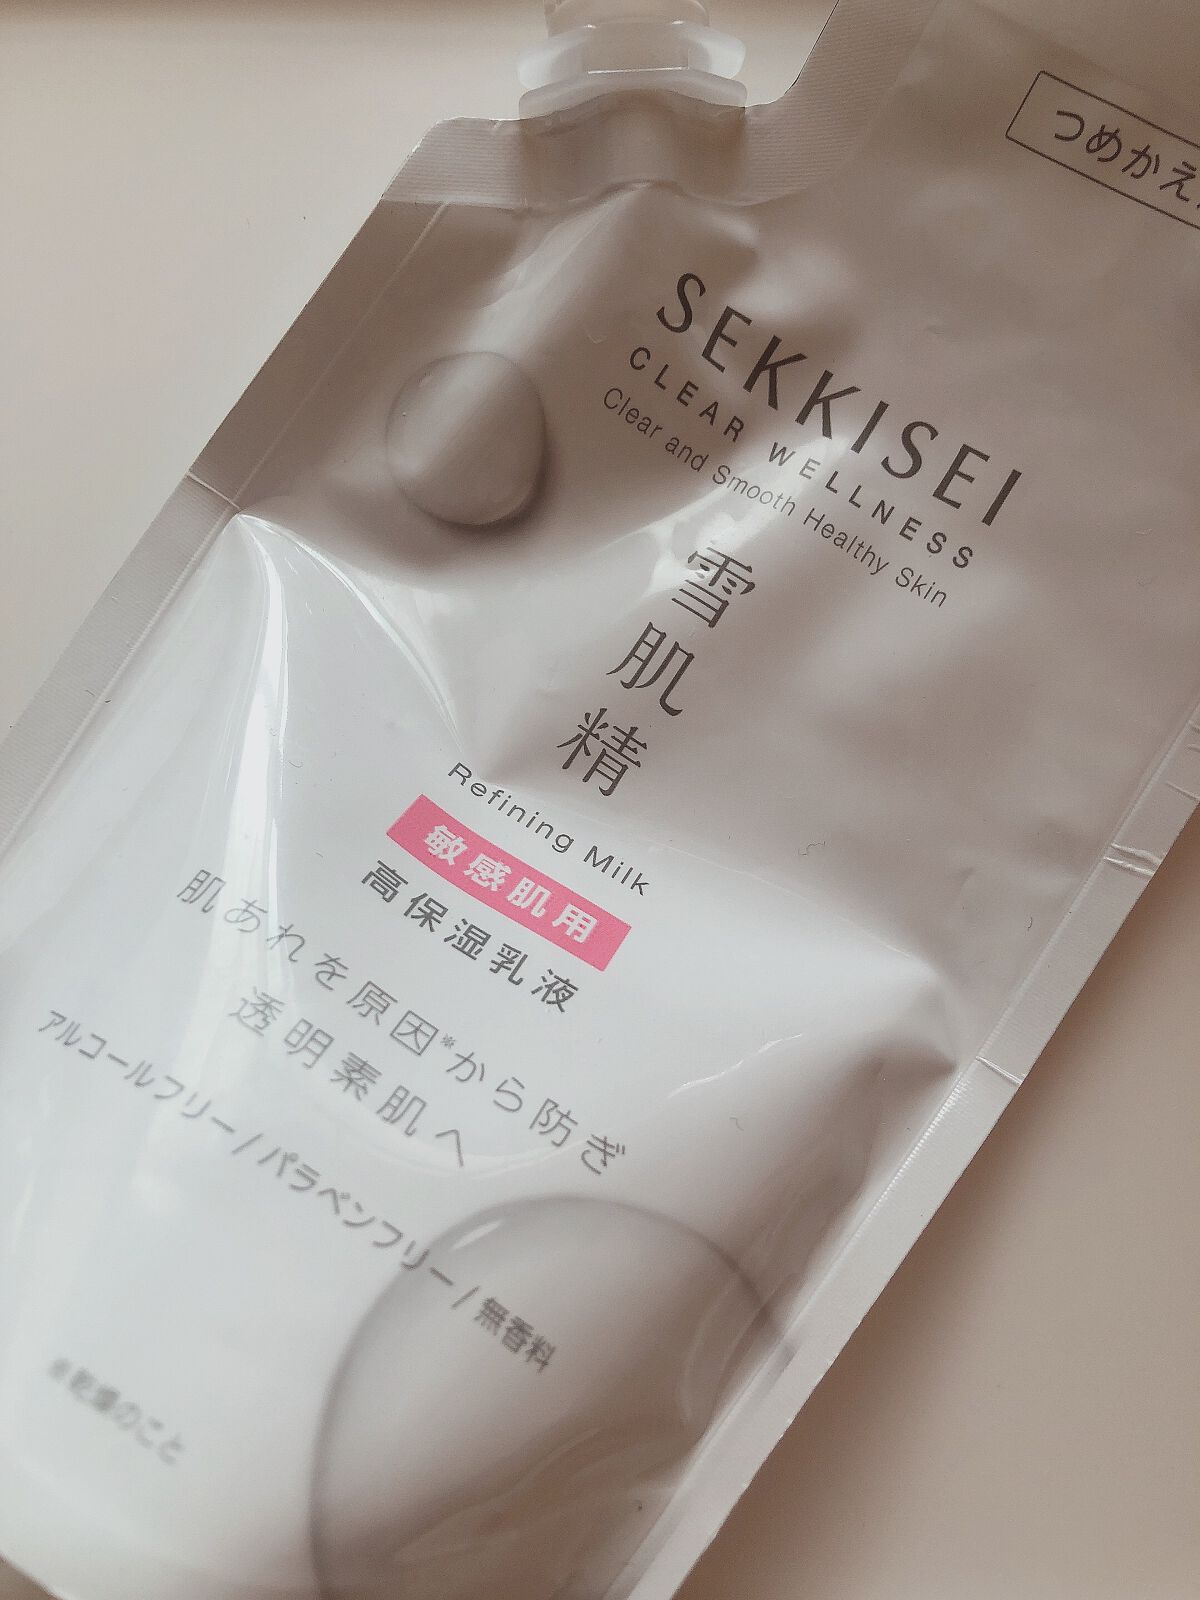 つめかえ
SEKKISEI
CLEAR WELLNESS
Clear and Smooth Healthy Skin
雪肌精
Refining Milk
敏感肌用
高保湿乳液
肌あれを原因※から防ぎ
透明素肌へ
アルコールフリー/パラベンフリー/無香料
※乾燥のこと